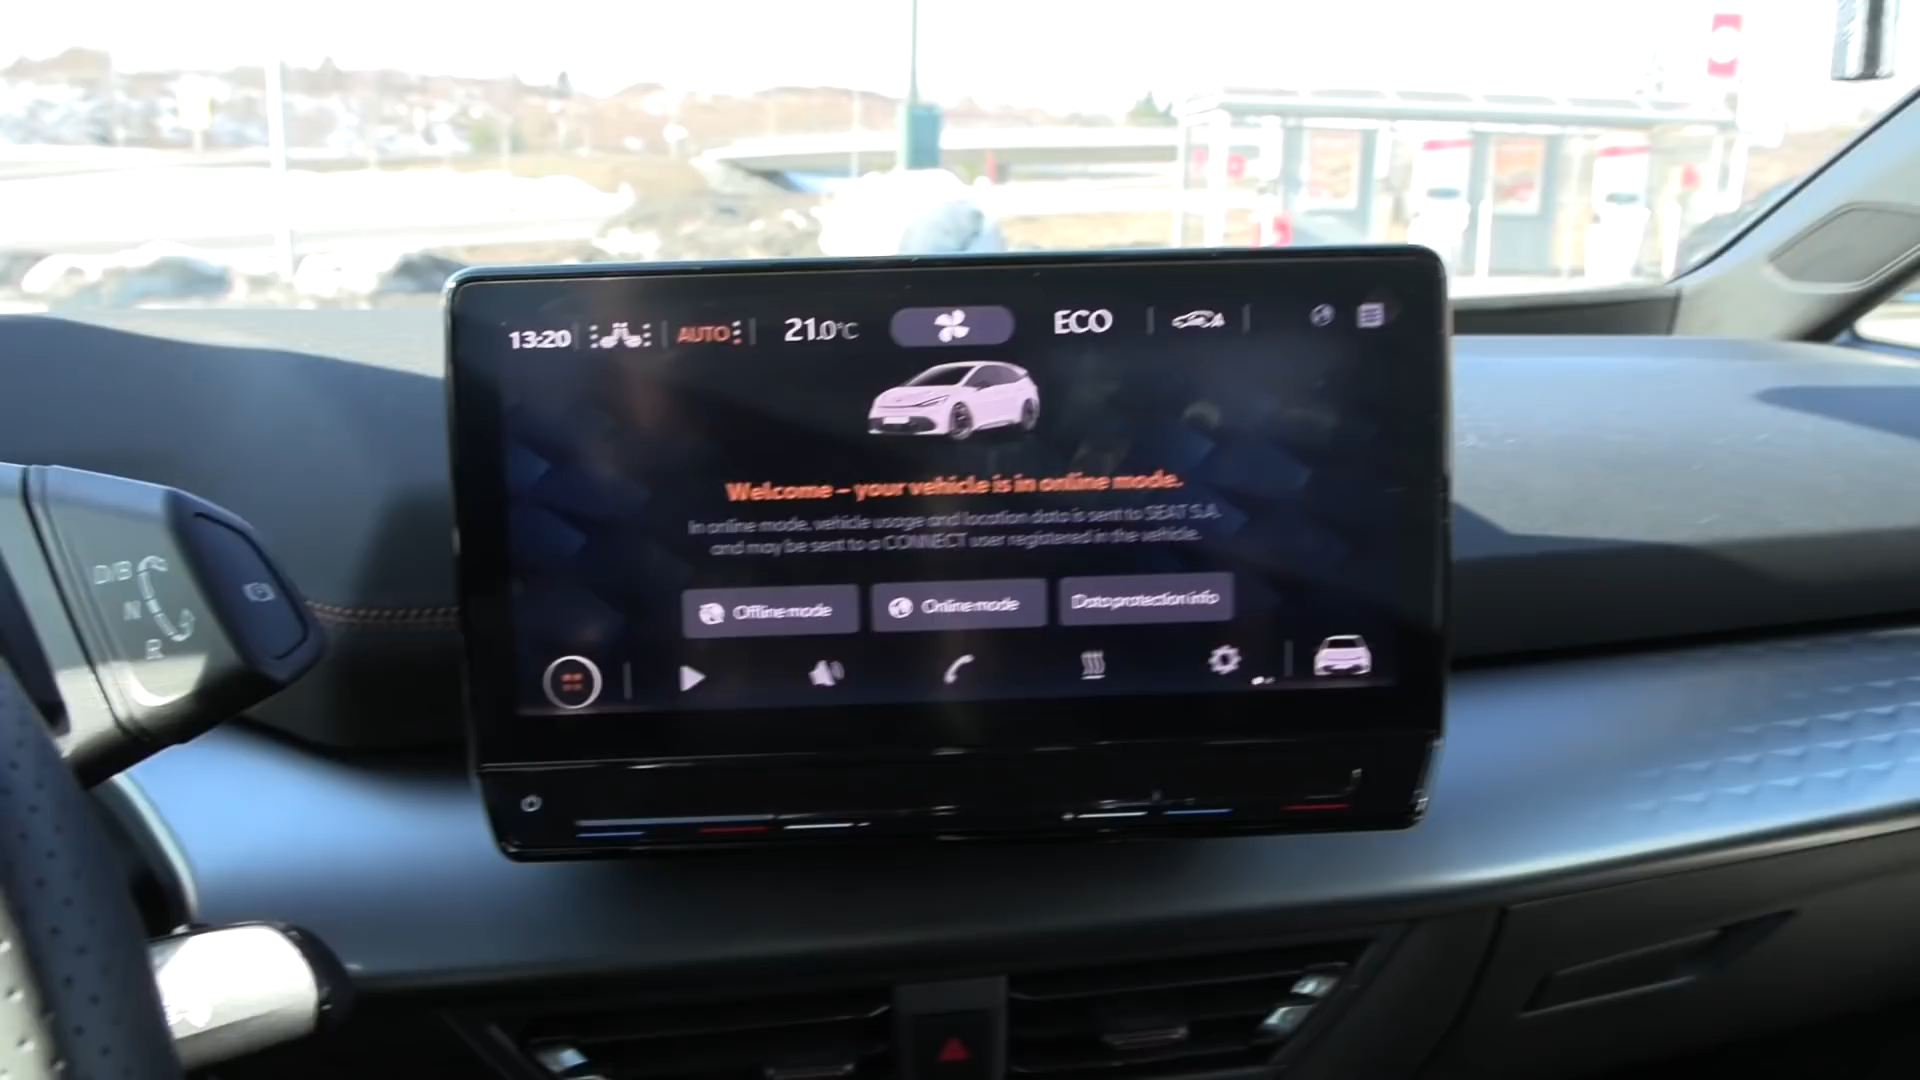 13:20 AUTO 21.0°C ECO
Welcome – your vehicle is in online mode.
In online mode, vehicle usage and location data is sent to SEAT S.A.
and may be sent to a CONNECT user registered in the vehicle.
Offline mode Online mode Data protection info
D/B
N
R